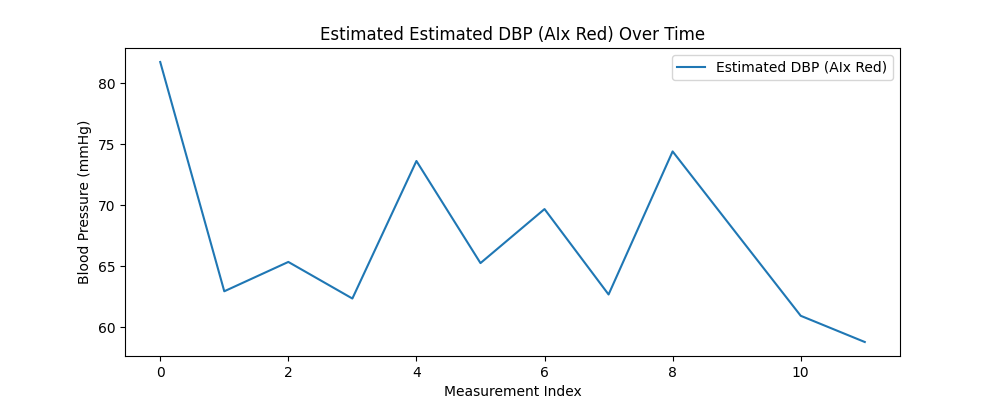 Estimated Estimated DBP (AIx Red) Over Time
Estimated DBP (AIx Red)
Blood Pressure (mmHg)
80
75
70
65
60
0 2 4 6 8 10
Measurement Index